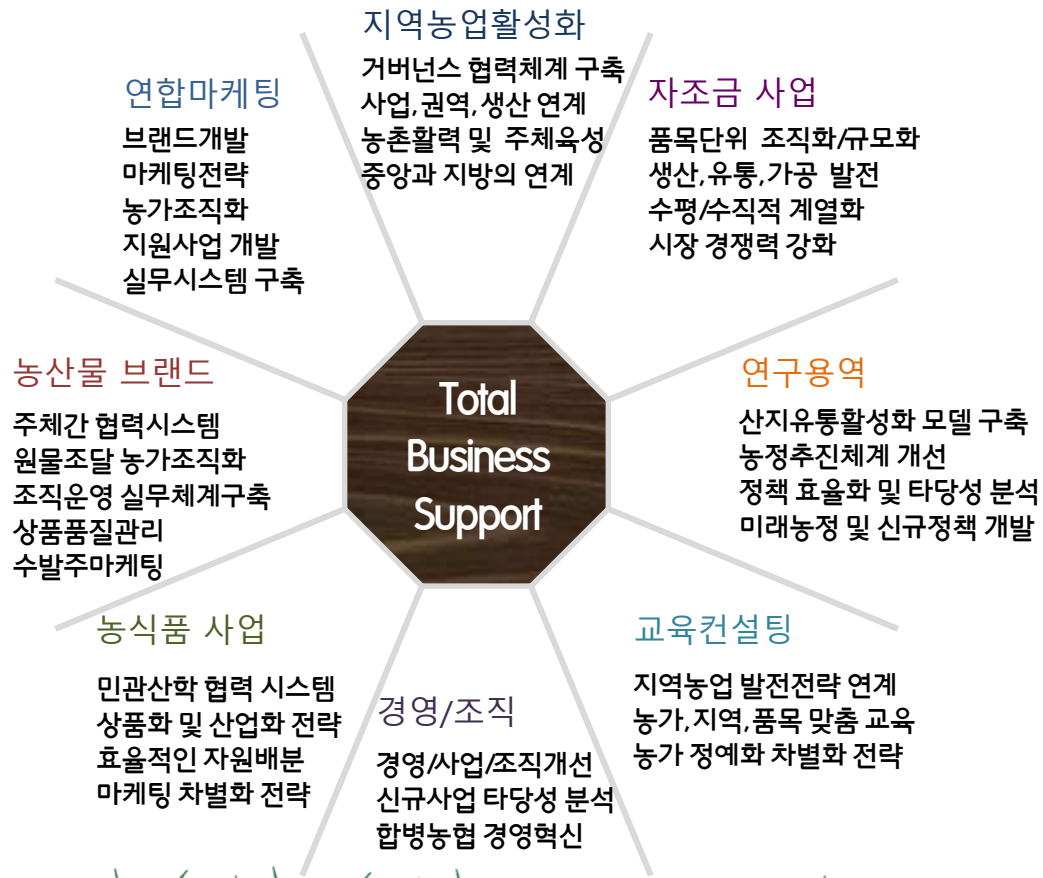 지역농업활성화
거버넌스 협력체계 구축
사업,권역,생산 연계
농촌활력 및 주체육성
중앙과 지방의 연계
연합마케팅
브랜드개발
마케팅전략
농가조직화
지원사업 개발
실무시스템 구축
자조금 사업
품목단위 조직화/규모화
생산,유통,가공 발전
수평/수직적 계열화
시장 경쟁력 강화
농산물 브랜드
주체간 협력시스템
원물조달 농가조직화
조직운영 실무체계구축
상품품질관리
수발주마케팅
Total
Business
Support
연구용역
산지유통활성화 모델 구축
농정추진체계 개선
정책 효율화 및 타당성 분석
미래농정 및 신규정책 개발
농식품 사업
민관산학 협력 시스템
상품화 및 산업화 전략
효율적인 자원배분
마케팅 차별화 전략
경영/조직
경영/사업/조직개선
신규사업 타당성 분석
합병농협 경영혁신
교육컨설팅
지역농업 발전전략 연계
농가,지역,품목 맞춤 교육
농가 정예화 차별화 전략